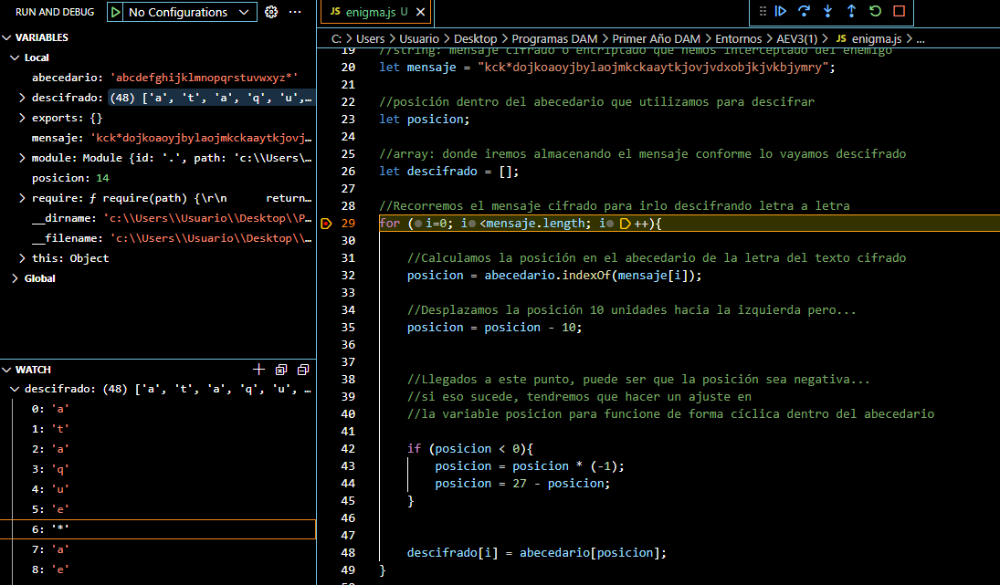 RUN AND DEBUG No Configurations
JS enigma.js U
VARIABLES
Local
abecedario: 'abcdefghijklmnopqrstuvwxyz*'
descifrado: (48) ['a', 't', 'a', 'q', 'u',…
exports: {}
mensaje: 'kck*dojkoaoyjbylaojmkckaaytkjovj…
module: Module {id: '.', path: 'c:\\Users\…
posicion: 14
require: ƒ require(path) {\r\n      return…
__dirname: 'c:\\Users\\Usuario\\Desktop\\P…
__filename: 'c:\\Users\\Usuario\\Desktop\\…
this: Object
Global
WATCH
descifrado: (48) ['a', 't', 'a', 'q', 'u', …
0: 'a'
1: 't'
2: 'a'
3: 'q'
4: 'u'
5: 'e'
6: '*'
7: 'a'
8: 'e'
C: > Users > Usuario > Desktop > Programas DAM > Primer Año DAM > Entornos > AEV3(1) > JS enigma.js > ...
19 //string: mensaje cifrado o encriptado que hemos interceptado del enemigo
20 let mensaje = "kck*dojkoaoyjbylaojmkckaaytkjovjvdxobjkjvkbjymry";
21
22 //posición dentro del abecedario que utilizamos para descifrar
23 let posicion;
24
25 //array: donde iremos almacenando el mensaje conforme lo vayamos descifrado
26 let descifrado = [];
27
28 //Recorremos el mensaje cifrado para irlo descifrando letra a letra
29 for (i=0; i <mensaje.length; i ++){
30
31 //Calculamos la posición en el abecedario de la letra del texto cifrado
32 posicion = abecedario.indexOf(mensaje[i]);
33
34 //Desplazamos la posición 10 unidades hacia la izquierda pero...
35 posicion = posicion - 10;
36
37
38 //Llegados a este punto, puede ser que la posición sea negativa...
39 //si eso sucede, tendremos que hacer un ajuste en
40 //la variable posicion para funcione de forma cíclica dentro del abecedario
41
42 if (posicion < 0){
43 posicion = posicion * (-1);
44 posicion = 27 - posicion;
45 }
46
47
48 descifrado[i] = abecedario[posicion];
49 }